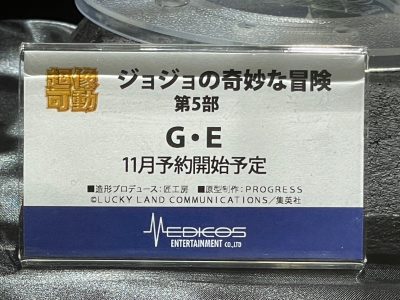 超像可動
ジョジョの奇妙な冒険
第5部
G・E
11月予約開始予定
■造形プロデュース：匠工房 ■原型制作：PROGRESS
©LUCKY LAND COMMUNICATIONS／集英社
MEDICOS
ENTERTAINMENT CO.,LTD